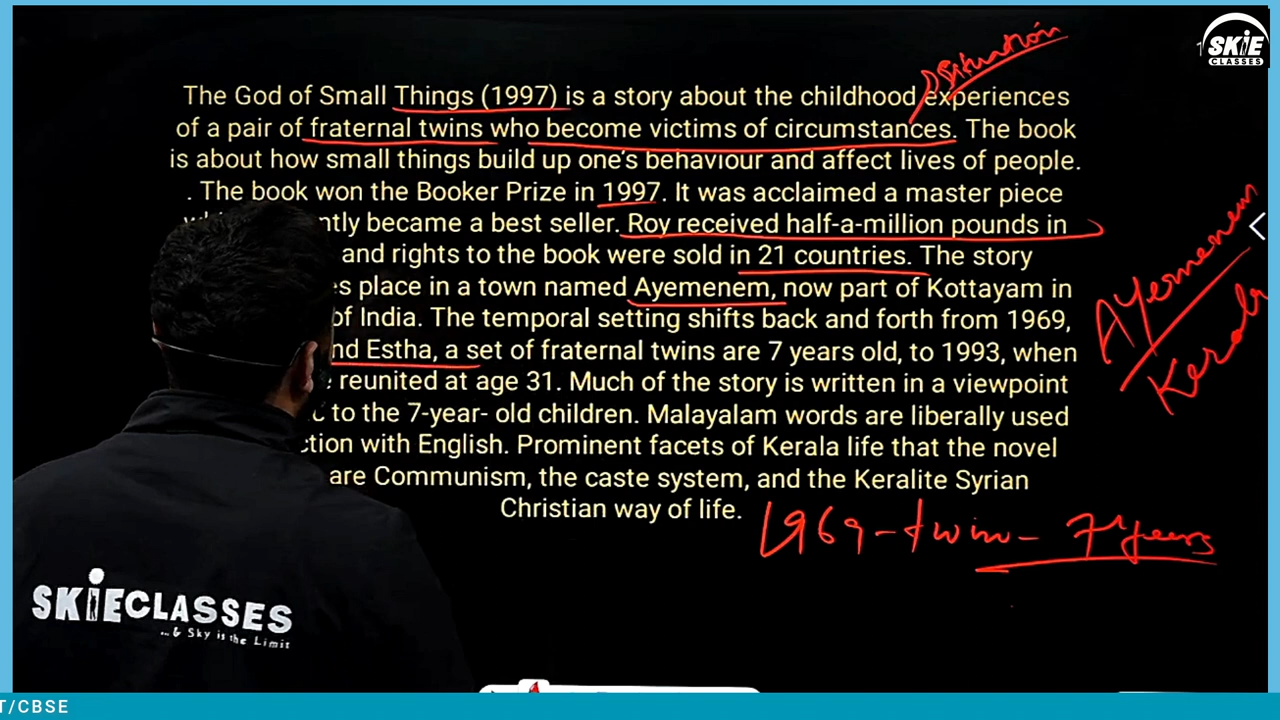 SKIE
CLASSES
situation
The God of Small Things (1997) is a story about the childhood experiences
of a pair of fraternal twins who become victims of circumstances. The book
is about how small things build up one's behaviour and affect lives of people.
. The book won the Booker Prize in 1997. It was acclaimed a master piece
became a best seller. Roy received half-a-million pounds in
and rights to the book were sold in 21 countries. The story
place in a town named Ayemenem, now part of Kottayam in
of India. The temporal setting shifts back and forth from 1969,
Estha, a set of fraternal twins are 7 years old, to 1993, when
reunited at age 31. Much of the story is written in a viewpoint
to the 7-year- old children. Malayalam words are liberally used
with English. Prominent facets of Kerala life that the novel
are Communism, the caste system, and the Keralite Syrian
Christian way of life.
Ayemenem
Kerala
1969 - twin - 7 years
SKIECLASSES
...& Sky is the Limit
T/CBSE